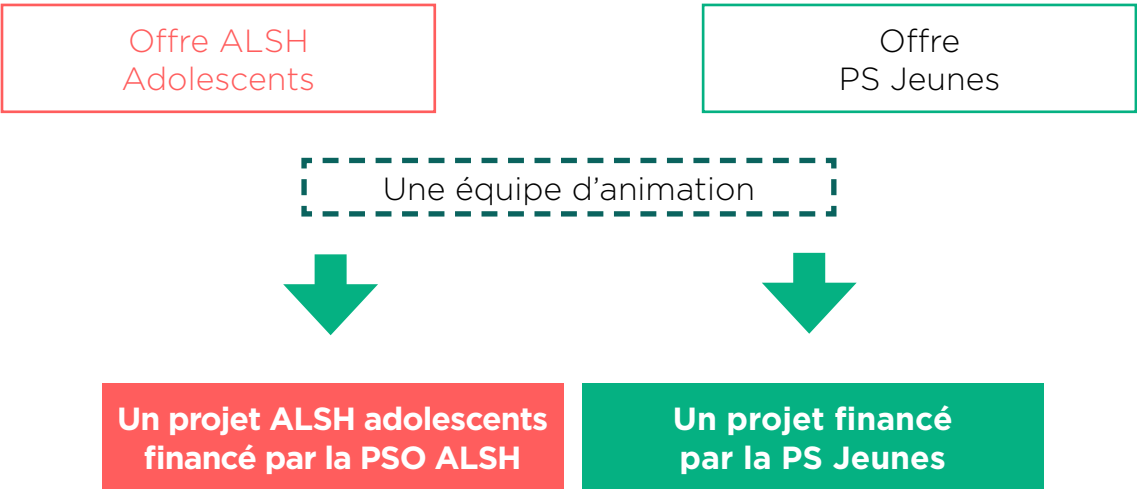 Offre ALSH
Adolescents
Offre
PS Jeunes
Une équipe d’animation
Un projet ALSH adolescents
financé par la PSO ALSH
Un projet financé
par la PS Jeunes